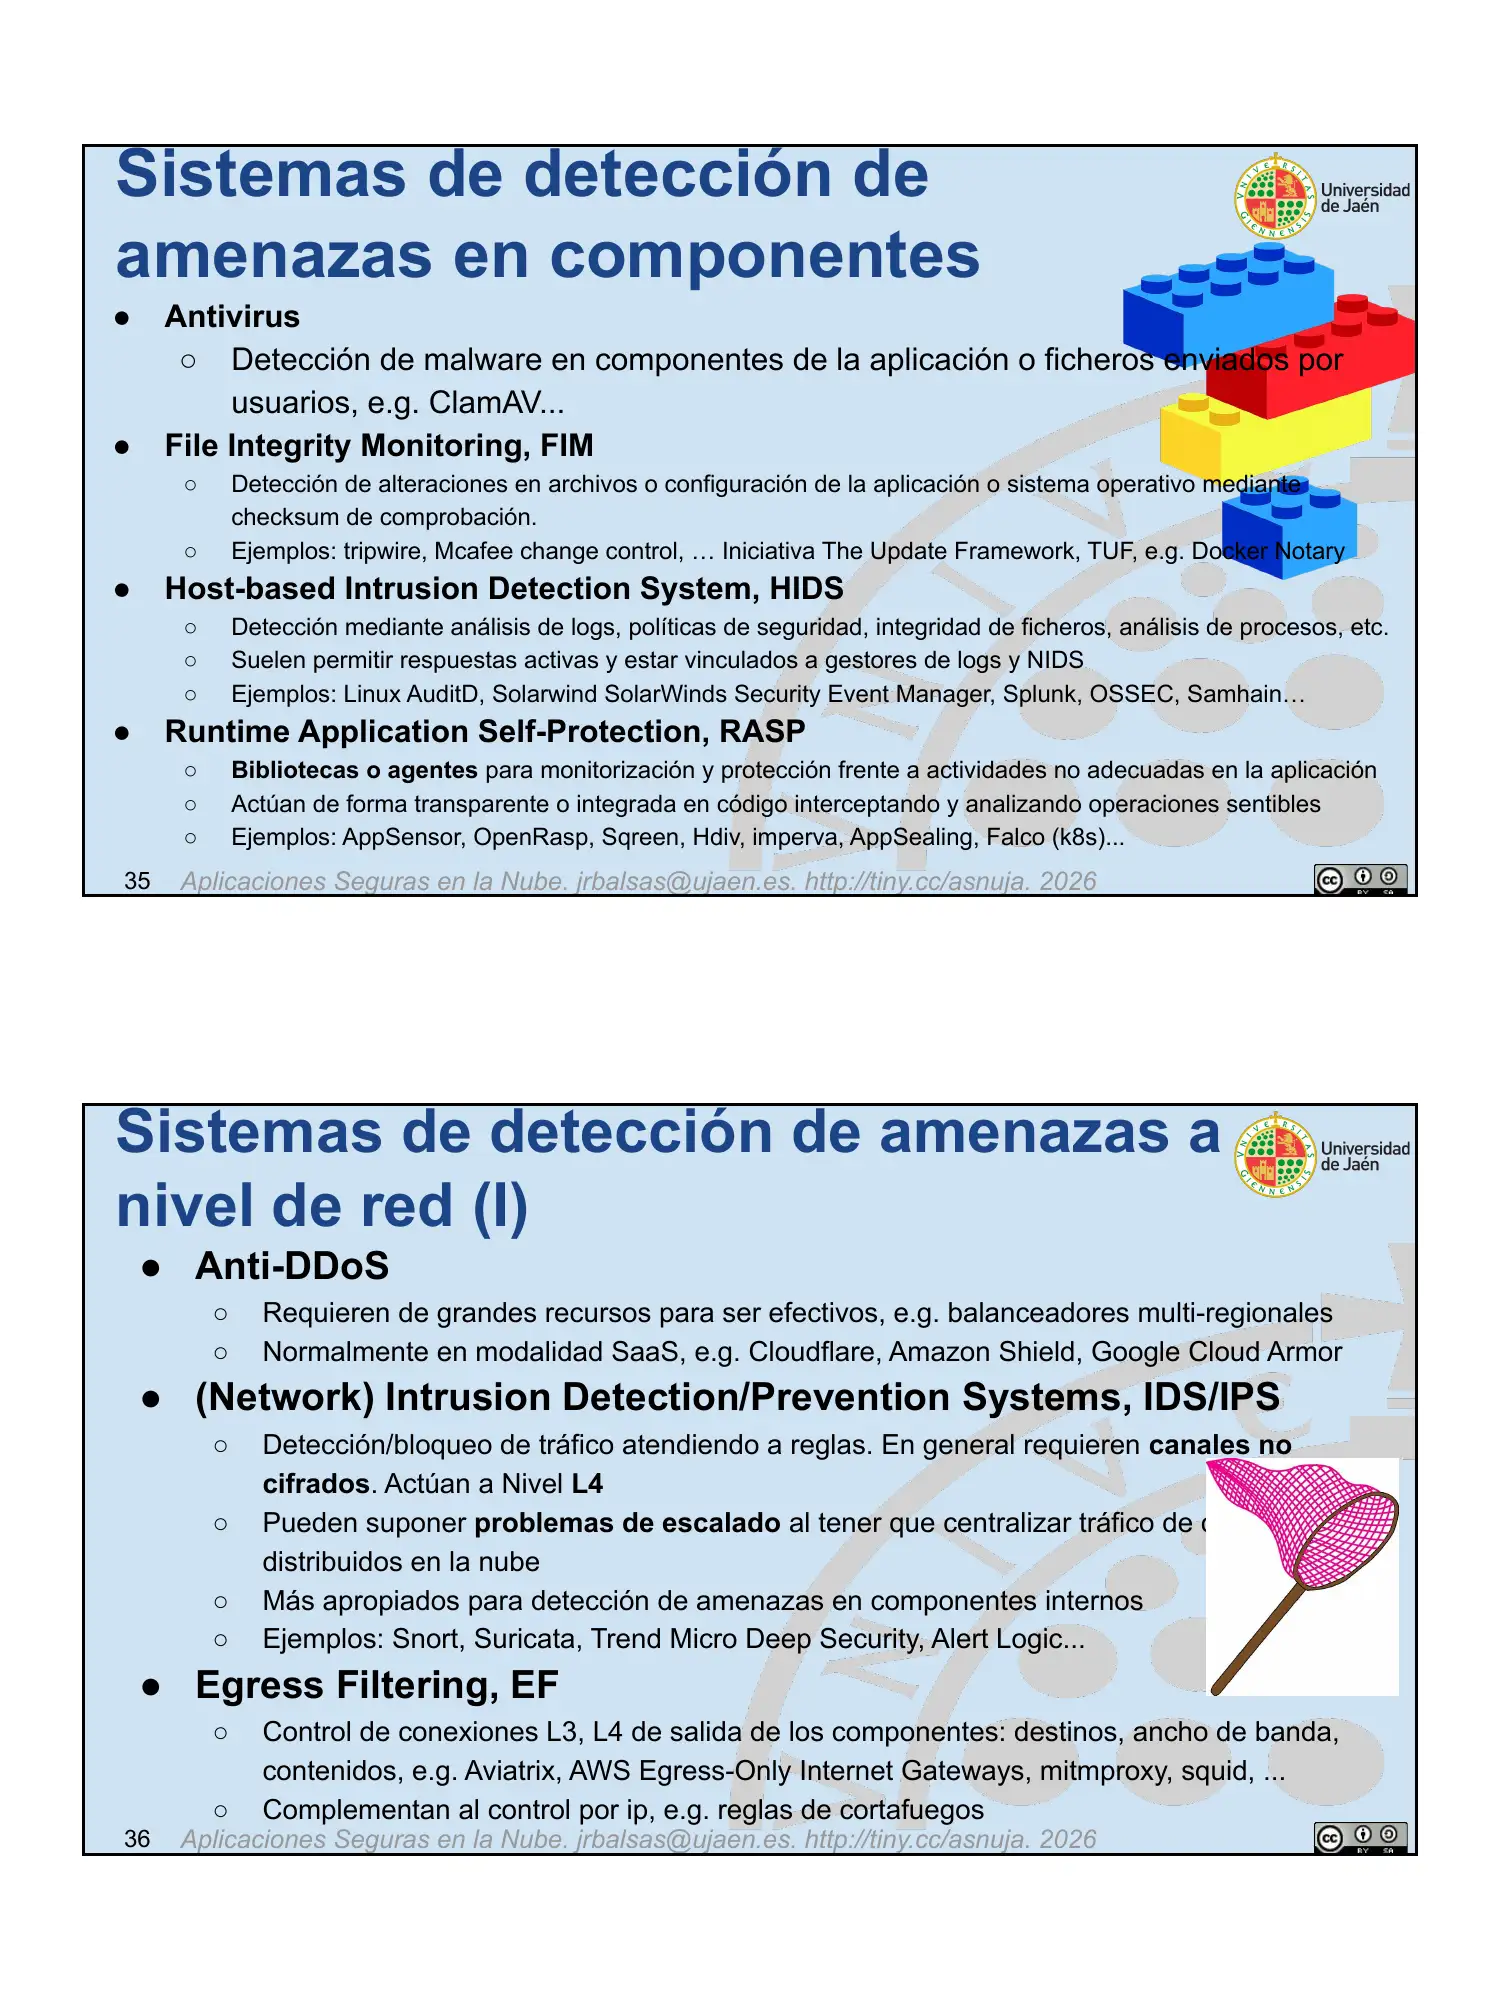 Sistemas de detección de
amenazas en componentes
Universidad
de Jaén
● Antivirus
○ Detección de malware en componentes de la aplicación o ficheros enviados por
usuarios, e.g. ClamAV...
● File Integrity Monitoring, FIM
○ Detección de alteraciones en archivos o configuración de la aplicación o sistema operativo mediante
checksum de comprobación.
○ Ejemplos: tripwire, Mcafee change control, … Iniciativa The Update Framework, TUF, e.g. Docker Notary
● Host-based Intrusion Detection System, HIDS
○ Detección mediante análisis de logs, políticas de seguridad, integridad de ficheros, análisis de procesos, etc.
○ Suelen permitir respuestas activas y estar vinculados a gestores de logs y NIDS
○ Ejemplos: Linux AuditD, Solarwind SolarWinds Security Event Manager, Splunk, OSSEC, Samhain…
● Runtime Application Self-Protection, RASP
○ Bibliotecas o agentes para monitorización y protección frente a actividades no adecuadas en la aplicación
○ Actúan de forma transparente o integrada en código interceptando y analizando operaciones sentibles
○ Ejemplos: AppSensor, OpenRasp, Sqreen, Hdiv, imperva, AppSealing, Falco (k8s)...
35 Aplicaciones Seguras en la Nube. jrbalsas@ujaen.es. http://tiny.cc/asnuja. 2026
cc BY SA
Sistemas de detección de amenazas a
nivel de red (I)
Universidad
de Jaén
● Anti-DDoS
○ Requieren de grandes recursos para ser efectivos, e.g. balanceadores multi-regionales
○ Normalmente en modalidad SaaS, e.g. Cloudflare, Amazon Shield, Google Cloud Armor
● (Network) Intrusion Detection/Prevention Systems, IDS/IPS
○ Detección/bloqueo de tráfico atendiendo a reglas. En general requieren canales no
cifrados. Actúan a Nivel L4
○ Pueden suponer problemas de escalado al tener que centralizar tráfico de
distribuidos en la nube
○ Más apropiados para detección de amenazas en componentes internos
○ Ejemplos: Snort, Suricata, Trend Micro Deep Security, Alert Logic...
● Egress Filtering, EF
○ Control de conexiones L3, L4 de salida de los componentes: destinos, ancho de banda,
contenidos, e.g. Aviatrix, AWS Egress-Only Internet Gateways, mitmproxy, squid, ...
○ Complementan al control por ip, e.g. reglas de cortafuegos
36 Aplicaciones Seguras en la Nube. jrbalsas@ujaen.es. http://tiny.cc/asnuja. 2026
cc BY SA